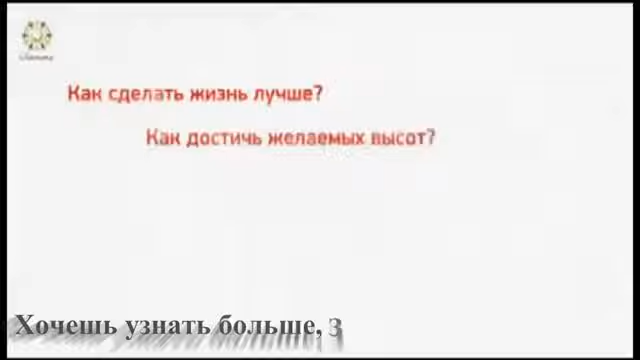 Как сделать жизнь лучше?
Как достичь желаемых высот?
Хочешь узнать больше, з